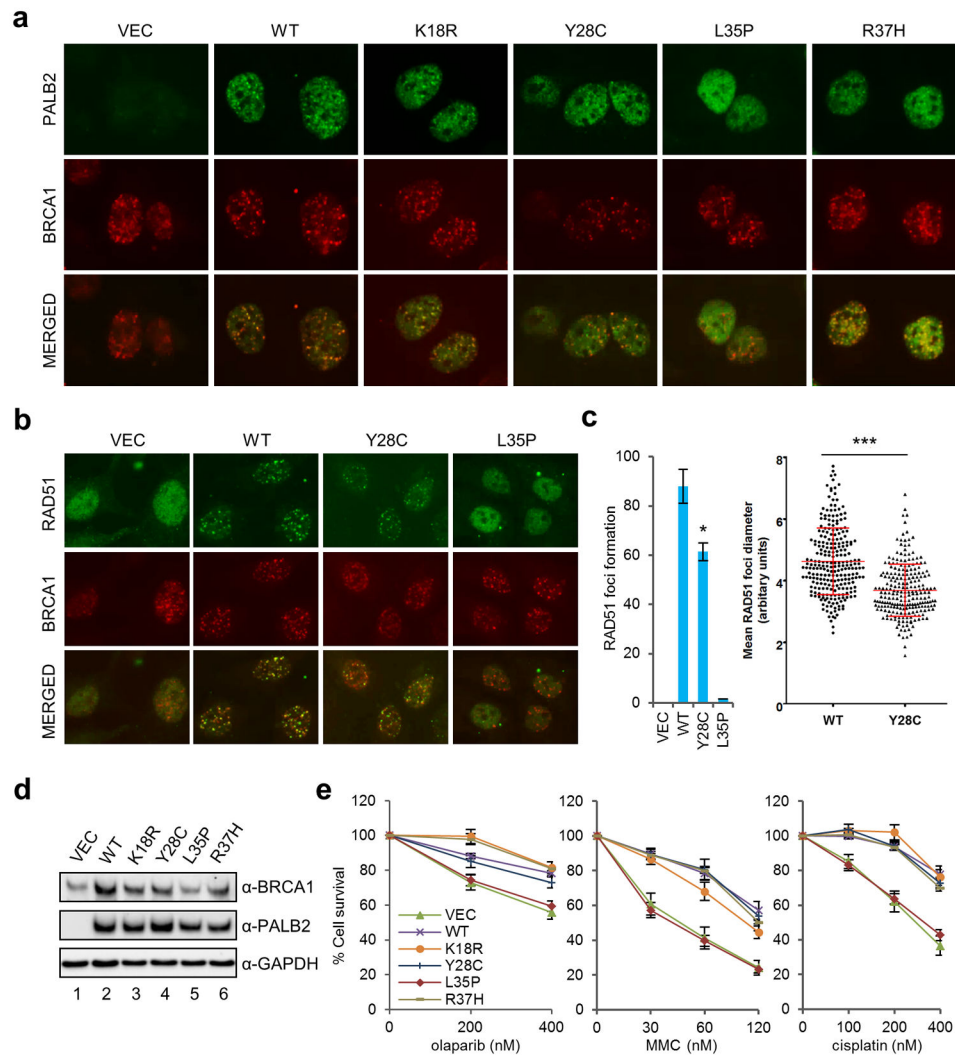 a
VEC WT K18R Y28C L35P R37H
PALB2
BRCA1
MERGED
b
VEC WT Y28C L35P
RAD51
BRCA1
MERGED
c
RAD51 foci formation
100
80
60
40
20
0
*
VEC
WT
Y28C
L35P
***
Mean RAD51 foci diameter
(arbitary units)
8
6
4
2
0
WT Y28C
d
VEC WT K18R Y28C L35P R37H
α-BRCA1
α-PALB2
α-GAPDH
1 2 3 4 5 6
e
% Cell survival
120
100
80
60
40
20
0
VEC
WT
K18R
Y28C
L35P
R37H
0 200 400
olaparib (nM)
120
100
80
60
40
20
0
0 30 60 120
MMC (nM)
120
100
80
60
40
20
0
0 100 200 400
cisplatin (nM)